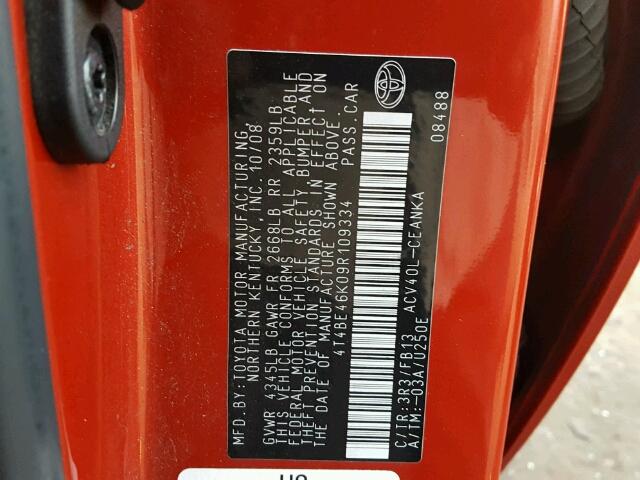 MFD.BY:TOYOTA MOTOR MANUFACTURING,
NORTHERN KENTUCKY, INC. 10/08
GVWR 4345LB GAWR FR 2668LB RR 2359LB
THIS VEHICLE CONFORMS TO ALL APPLICABLE
FEDERAL MOTOR VEHICLE SAFETY, BUMPER AND
THEFT PREVENTION STANDARDS IN EFFECT ON
THE DATE OF MANUFACTURE SHOWN ABOVE.
4T4BE46K09R109334 PASS.CAR
C/TR:3R3/FB13 ACV40L-CEANKA
A/TM:-03A/U250E
08488